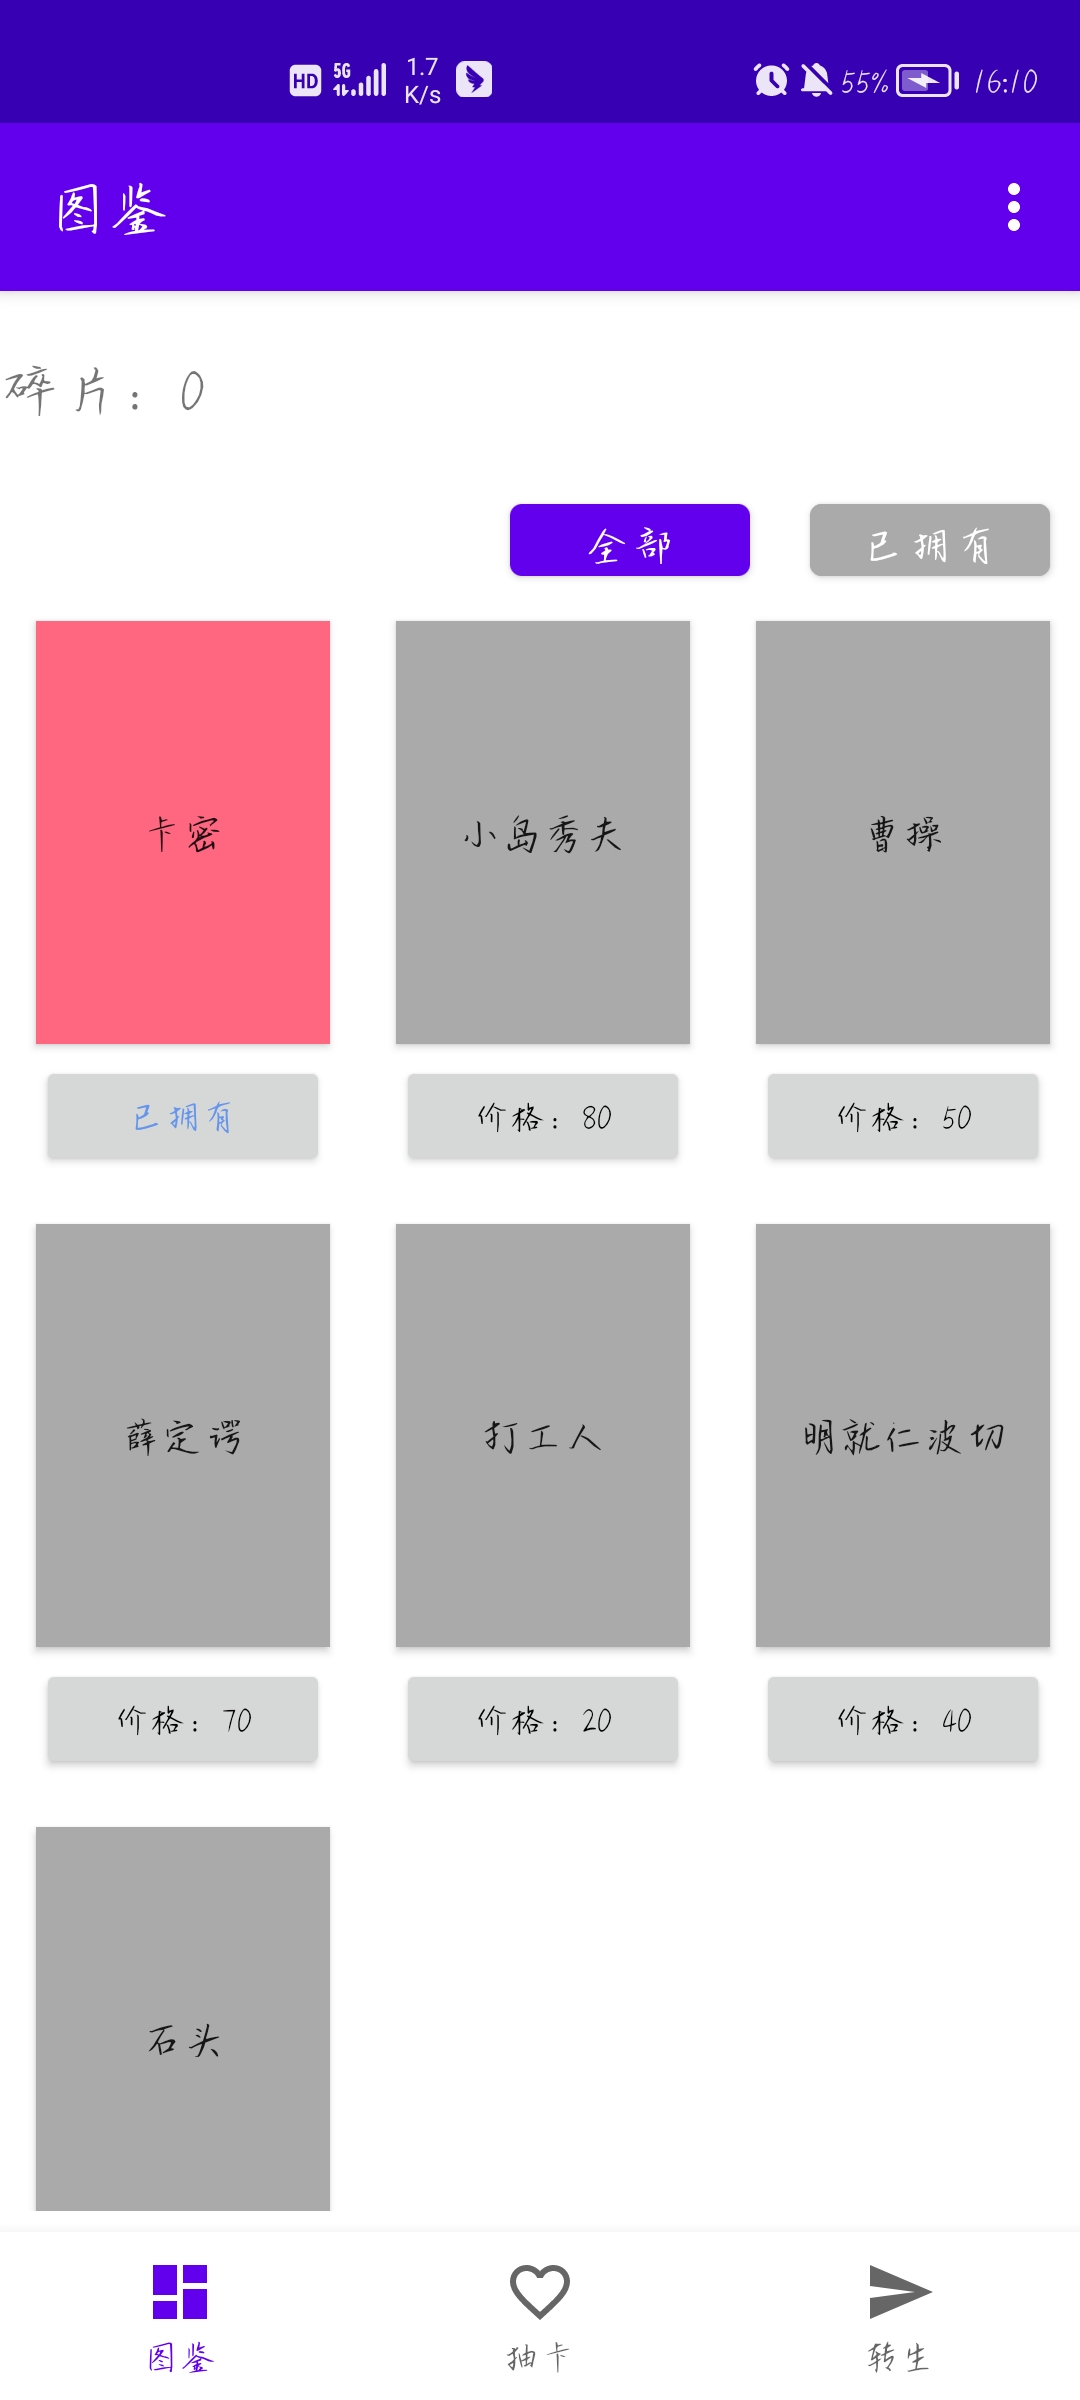 HD 5G 1.7 K/s 55% 16:10
图鉴
碎片: 0
全部 已拥有
卡密 小岛秀夫 曹操
已拥有 价格: 80 价格: 50
薛定谔 打工人 明就仁波切
价格: 70 价格: 20 价格: 40
石头
图鉴 抽卡 转生